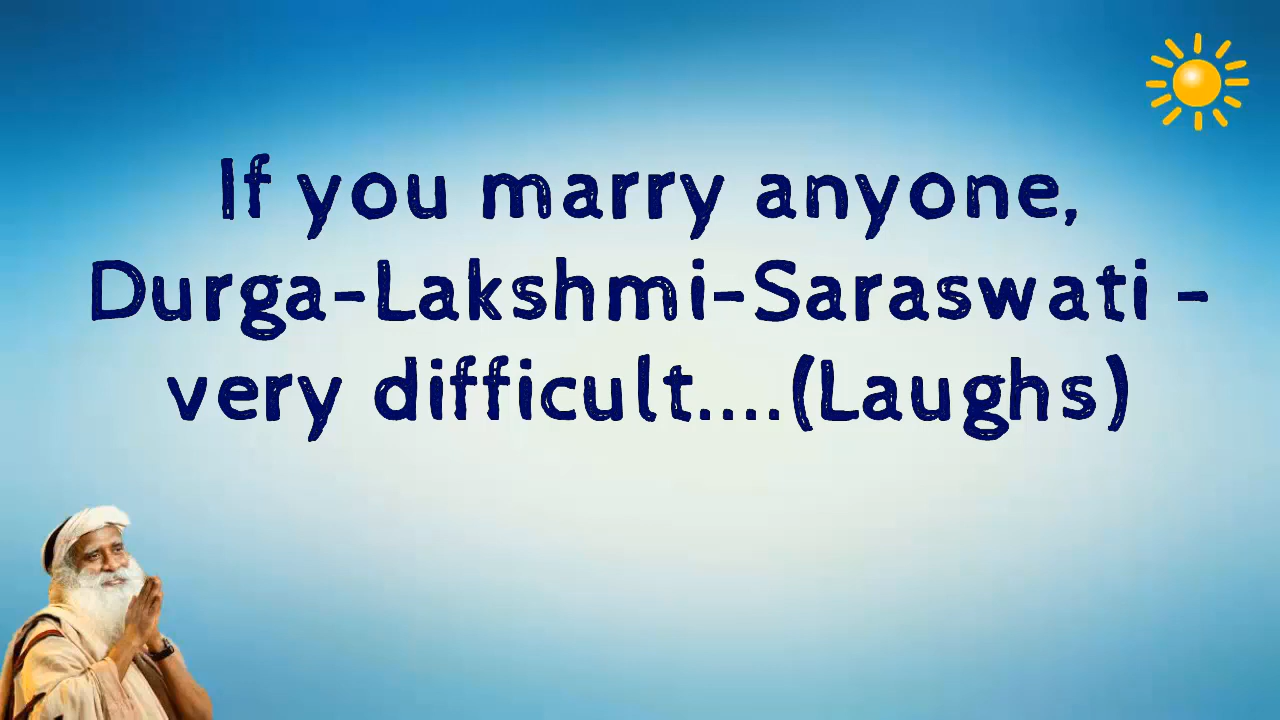 If you marry anyone,
Durga-Lakshmi-Saraswati -
very difficult....(Laughs)